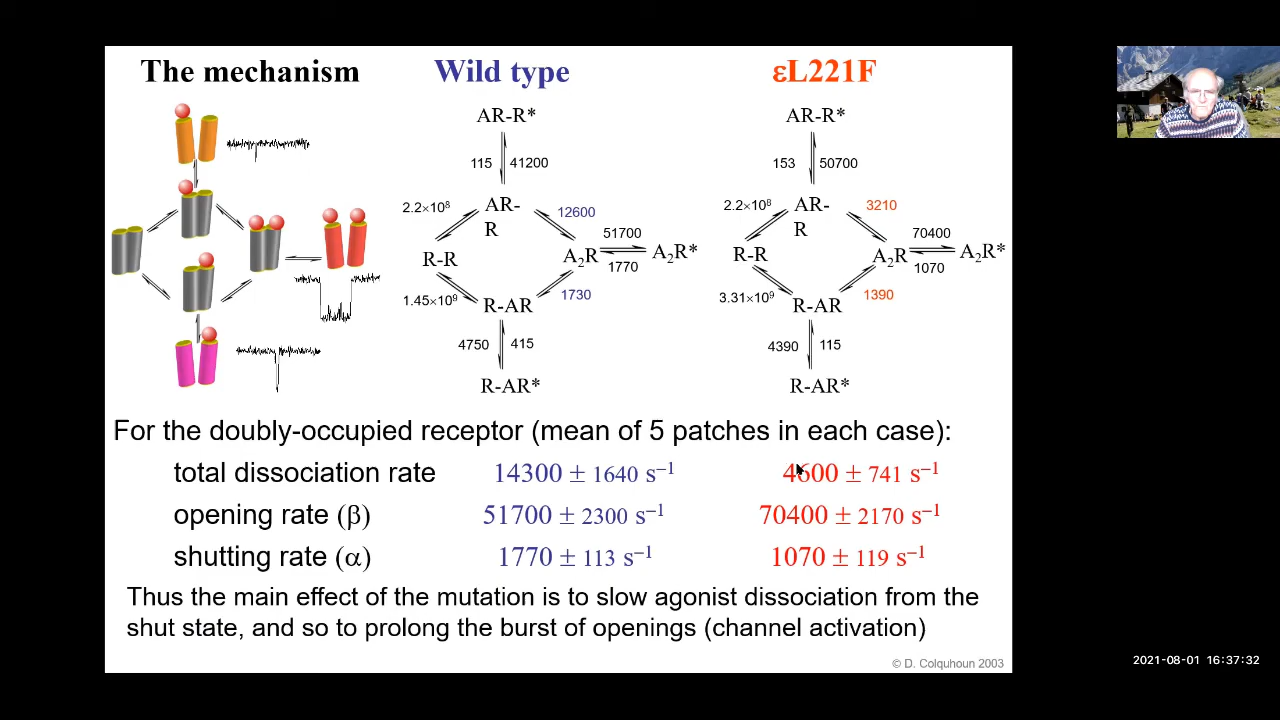 The mechanism
Wild type
εL221F
AR-R*
115 41200
2.2×10⁸
AR-
R
12600
51700
R-R
A₂R
A₂R*
1770
1.45×10⁹
R-AR
1730
4750 415
R-AR*
AR-R*
153 50700
2.2×10⁸
AR-
R
3210
70400
R-R
A₂R
A₂R*
1070
3.31×10⁹
R-AR
1390
4390 115
R-AR*
For the doubly-occupied receptor (mean of 5 patches in each case):
total dissociation rate 14300 ± 1640 s⁻¹ 4600 ± 741 s⁻¹
opening rate (β) 51700 ± 2300 s⁻¹ 70400 ± 2170 s⁻¹
shutting rate (α) 1770 ± 113 s⁻¹ 1070 ± 119 s⁻¹
Thus the main effect of the mutation is to slow agonist dissociation from the
shut state, and so to prolong the burst of openings (channel activation)
© D. Colquhoun 2003
2021-08-01 16:37:32